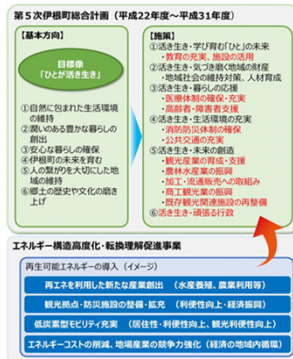 第5次伊根町総合計画（平成22年度～平成31年度）
【基本方向】
目標像
「ひとが活き生き」
①自然に包まれた生活環境
の維持
②潤いのある豊かな暮らし
の創出
③安心な暮らしの確保
④伊根町の未来を育む
⑤人の繋がりを大切にした地
域の維持
⑥郷土の歴史や文化の磨き
上げ
【施策】
①活き生き・学び育む「ひと」の未来
・教育の充実、施設の活用
②活き生き・気づき磨く地域の財産
・地域社会の維持対策、人材育成
③活き生き・暮らしの応援
・医療体制の確保・充実
・高齢者・障害者支援
④活き生き・生活環境の充実
・消防防災体制の確保
・公共交通の充実
⑤活き生き・未来の創造
・観光産業の育成・支援
・農林水産業の振興
・加工・流通販売への取組み
・商工観光業の振興
・既存観光関連施設の再整備
⑥活き生き・頑張る行政
エネルギー構造高度化・転換理解促進事業
再生可能エネルギーの導入（イメージ）
再エネを利用した新たな産業創出　（水産養殖、農業利用等）
観光拠点・防災施設の整備・拡充　（利便性向上・経済振興）
低炭素型モビリティ充実　（居住性・利便性向上、観光利便性向上）
エネルギーコストの削減、地場産業の競争力強化（経済の地域内循環）